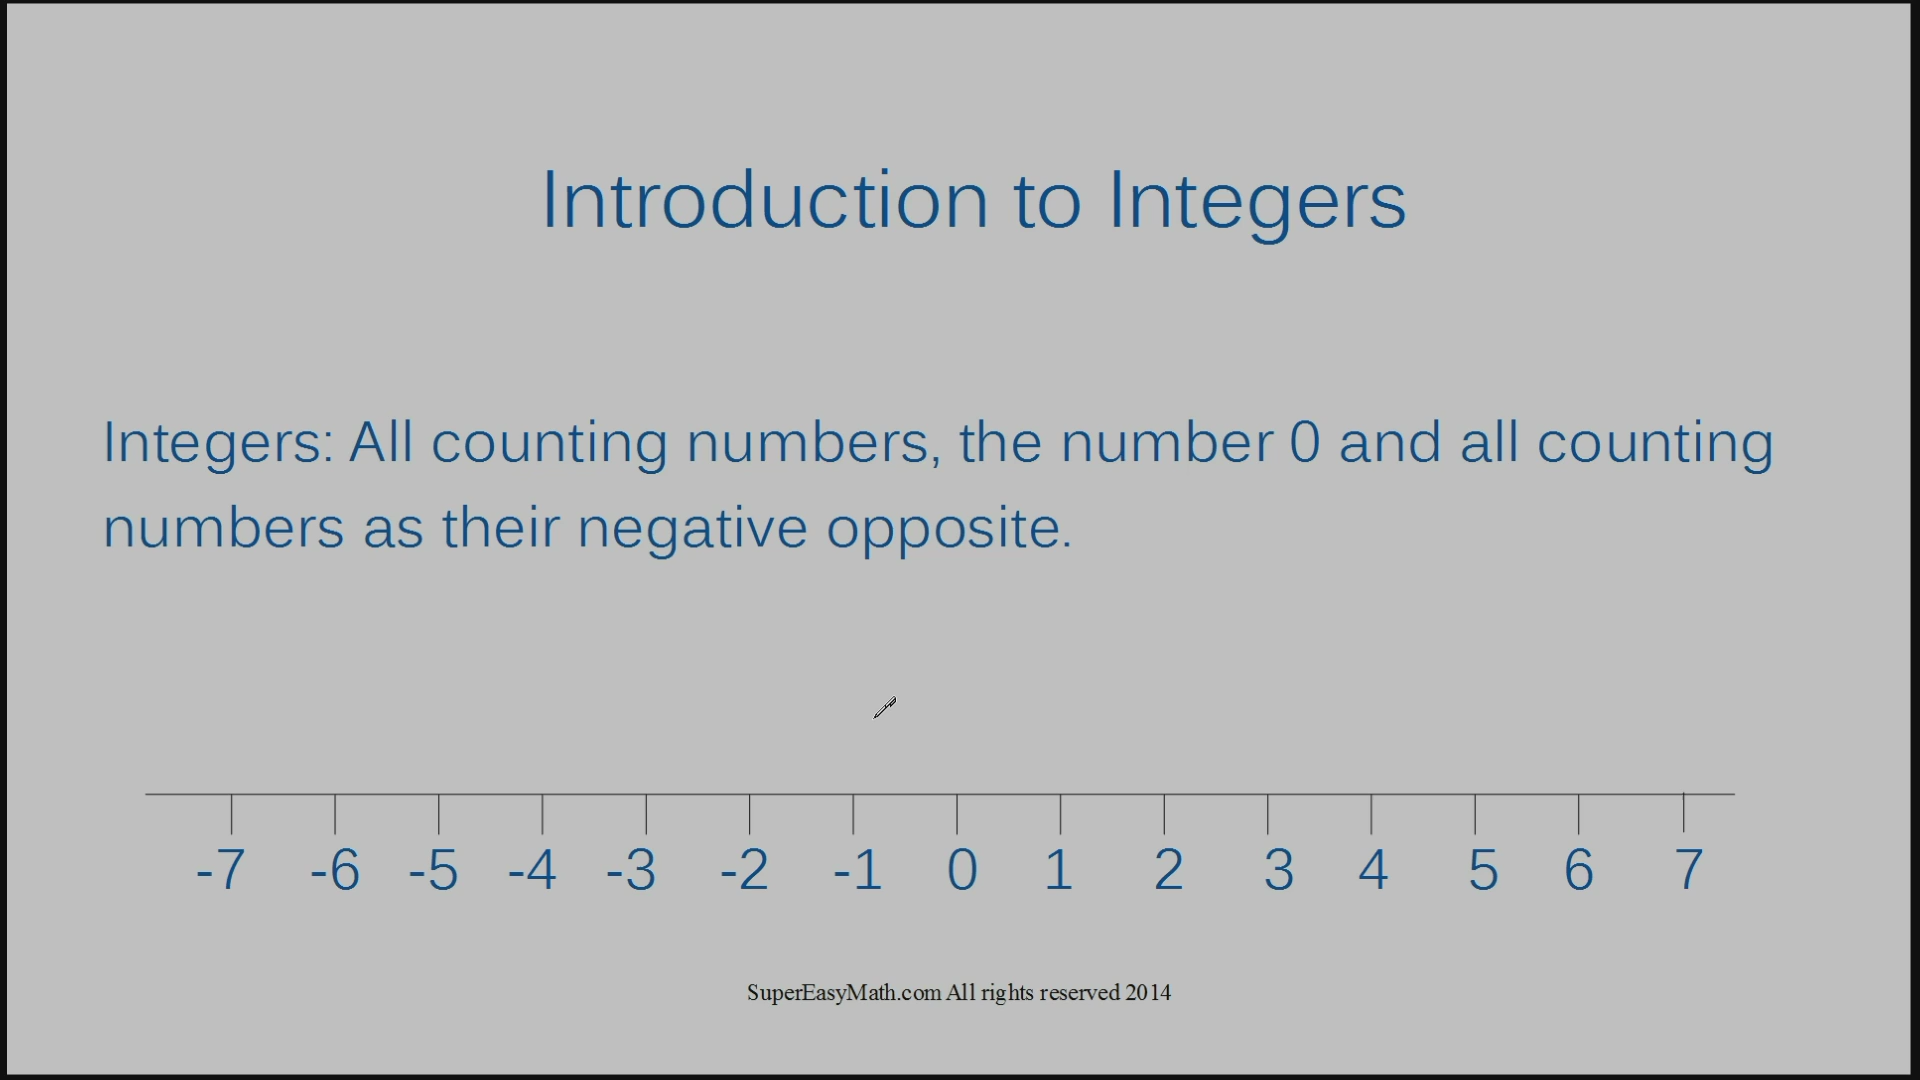 Introduction to Integers
Integers: All counting numbers, the number 0 and all counting
numbers as their negative opposite.
-7 -6 -5 -4 -3 -2 -1 0 1 2 3 4 5 6 7
SuperEasyMath.com All rights reserved 2014